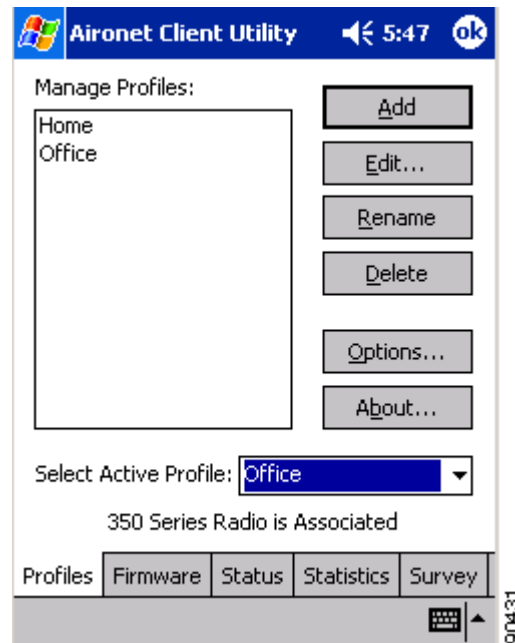 Aironet Client Utility 5:47 ok
Manage Profiles:
Home
Office
Add
Edit...
Rename
Delete
Options...
About...
Select Active Profile: Office
350 Series Radio is Associated
Profiles Firmware Status Statistics Survey
90431